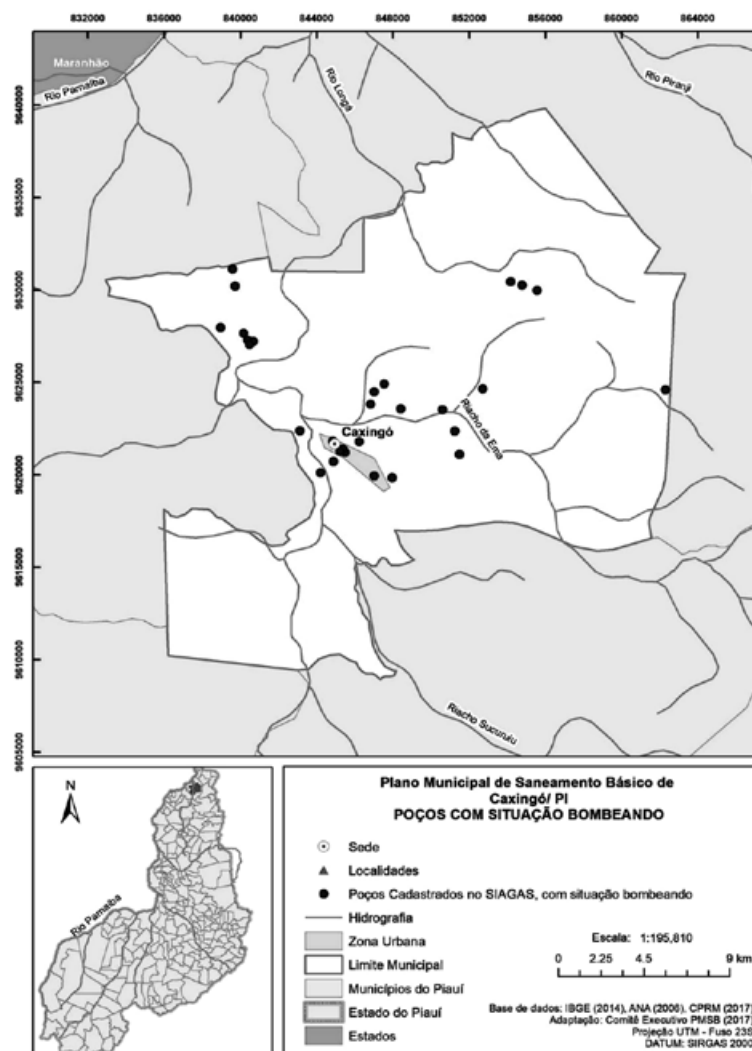 832000 836000 840000 844000 848000 852000 856000 860000 864000
Maranhão
Rio Parnaíba
Rio Longá
Rio Piranji
9640000
9635000
9630000
9625000
9620000
9615000
9610000
9605000
Caxingó
Riacho da Ema
Riacho Sucuruiu
N
Rio Parnaíba
Plano Municipal de Saneamento Básico de
Caxingó/ PI
POÇOS COM SITUAÇÃO BOMBEANDO
Sede
Localidades
Poços Cadastrados no SIAGAS, com situação bombeando
Hidrografia
Zona Urbana
Limite Municipal
Municípios do Piauí
Estado do Piauí
Estados
Escala: 1:195,810
0 2.25 4.5 9 km
Base de dados: IBGE (2014), ANA (2006), CPRM (2017)
Adaptação: Comitê Executivo PMSB (2017)
Projeção UTM - Fuso 23S
DATUM: SIRGAS 2000